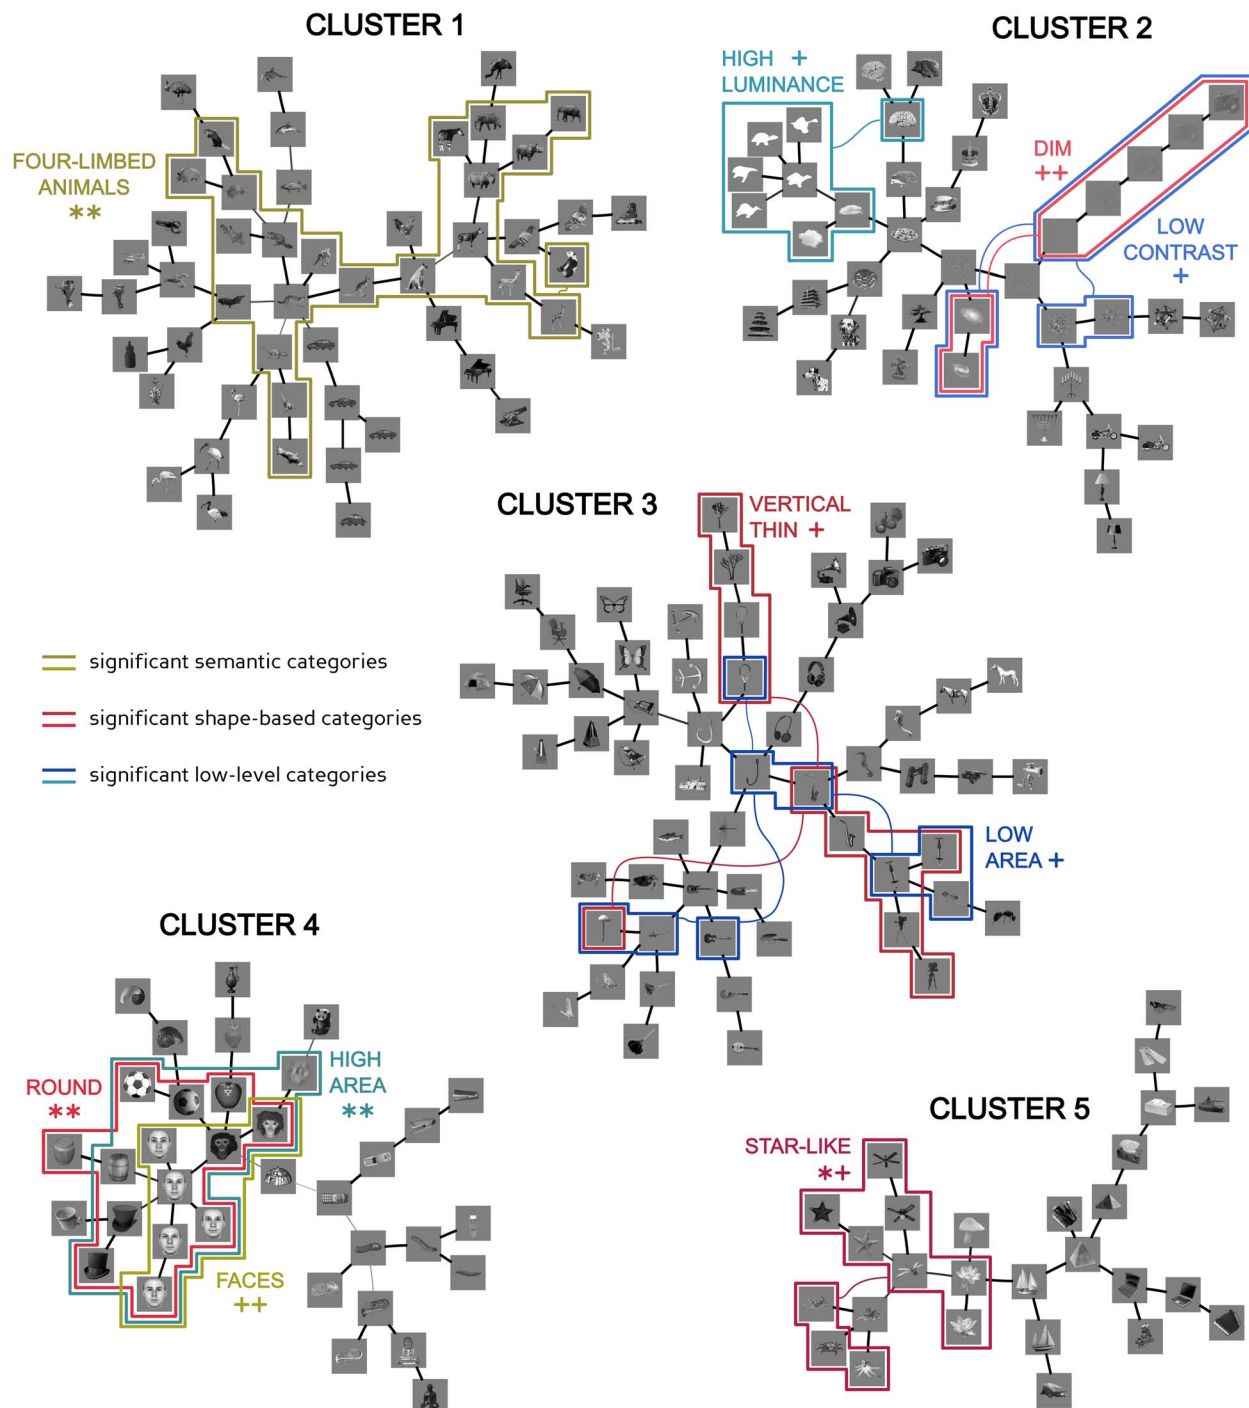 CLUSTER 1
CLUSTER 2
HIGH +
LUMINANCE
FOUR-LIMBED
ANIMALS
**
DIM
++
LOW
CONTRAST
+
CLUSTER 3
VERTICAL
THIN +
significant semantic categories
significant shape-based categories
significant low-level categories
LOW
AREA +
CLUSTER 4
ROUND
**
HIGH
AREA
**
FACES
++
CLUSTER 5
STAR-LIKE
*+